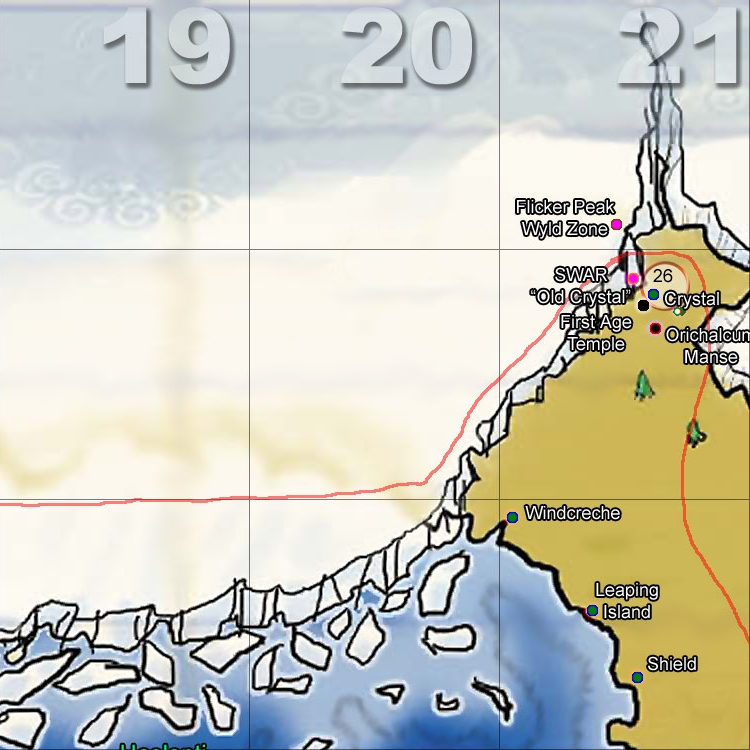 19 20 21
Flicker Peak
Wyld Zone
SWAR
"Old Crystal"
26
Crystal
First Age
Temple
Orichalcum
Manse
Windcreche
Leaping
Island
Shield